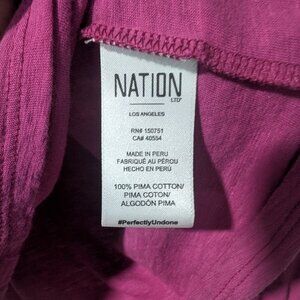 NATION
LTD
LOS ANGELES
RN# 150751
CA# 40554
MADE IN PERU
FABRIQUÉ AU PÉROU
HECHO EN PERÚ
100% PIMA COTTON/
PIMA COTON/
ALGODÓN PIMA
#PerfectlyUndone